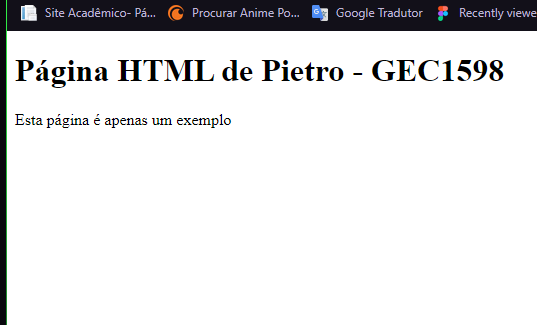 Site Acadêmico- Pá... Procurar Anime Po... Google Tradutor Recently viewe
Página HTML de Pietro - GEC1598
Esta página é apenas um exemplo